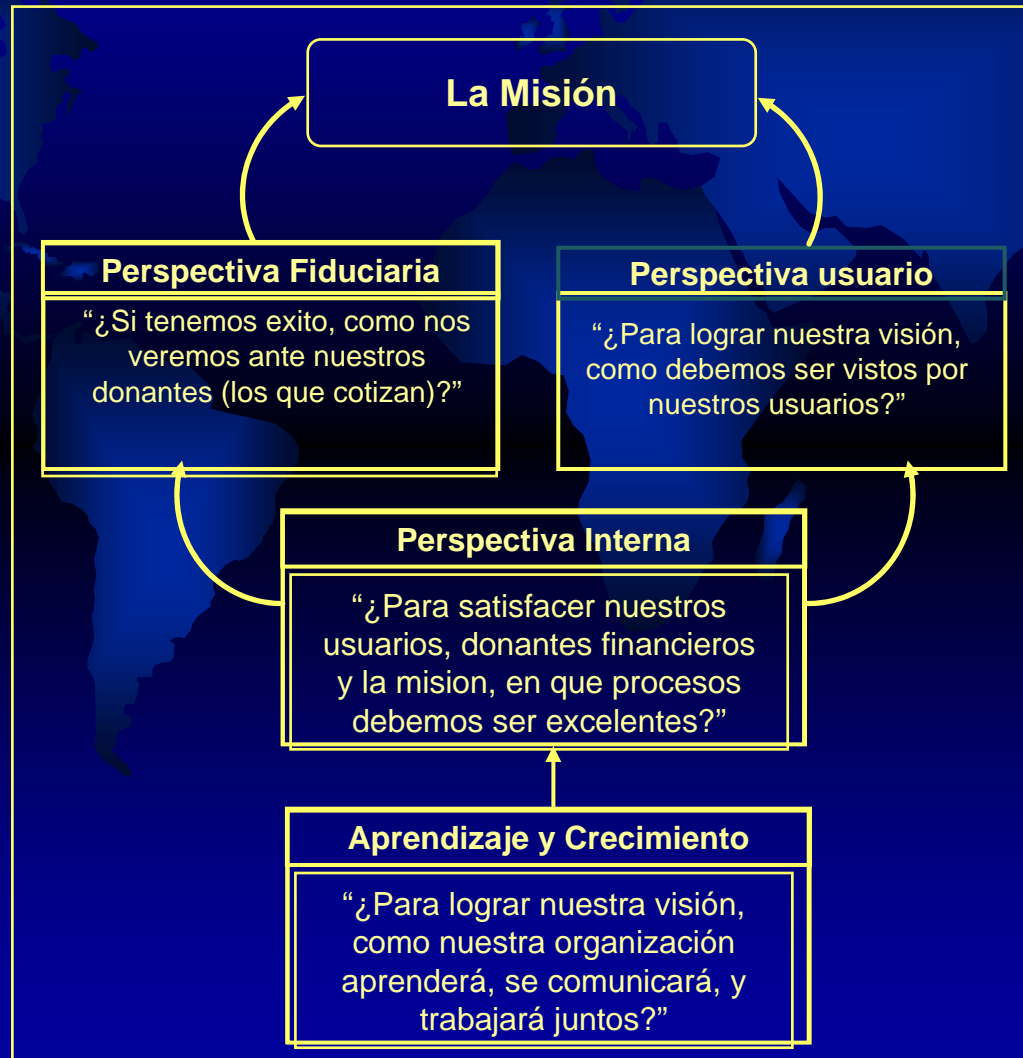 La Misión
Perspectiva Fiduciaria
“¿Si tenemos exito, como nos
veremos ante nuestros
donantes (los que cotizan)?”
Perspectiva usuario
“¿Para lograr nuestra visión,
como debemos ser vistos por
nuestros usuarios?”
Perspectiva Interna
“¿Para satisfacer nuestros
usuarios, donantes financieros
y la mision, en que procesos
debemos ser excelentes?”
Aprendizaje y Crecimiento
“¿Para lograr nuestra visión,
como nuestra organización
aprenderá, se comunicará, y
trabajará juntos?”